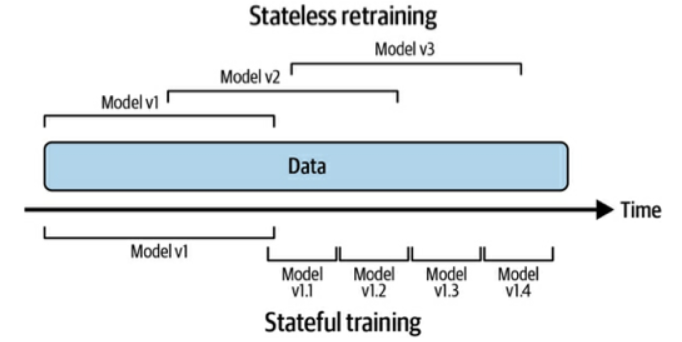 Stateless retraining
Model v3
Model v2
Model v1
Data
Time
Model v1
Model
v1.1
Model
v1.2
Model
v1.3
Model
v1.4
Stateful training